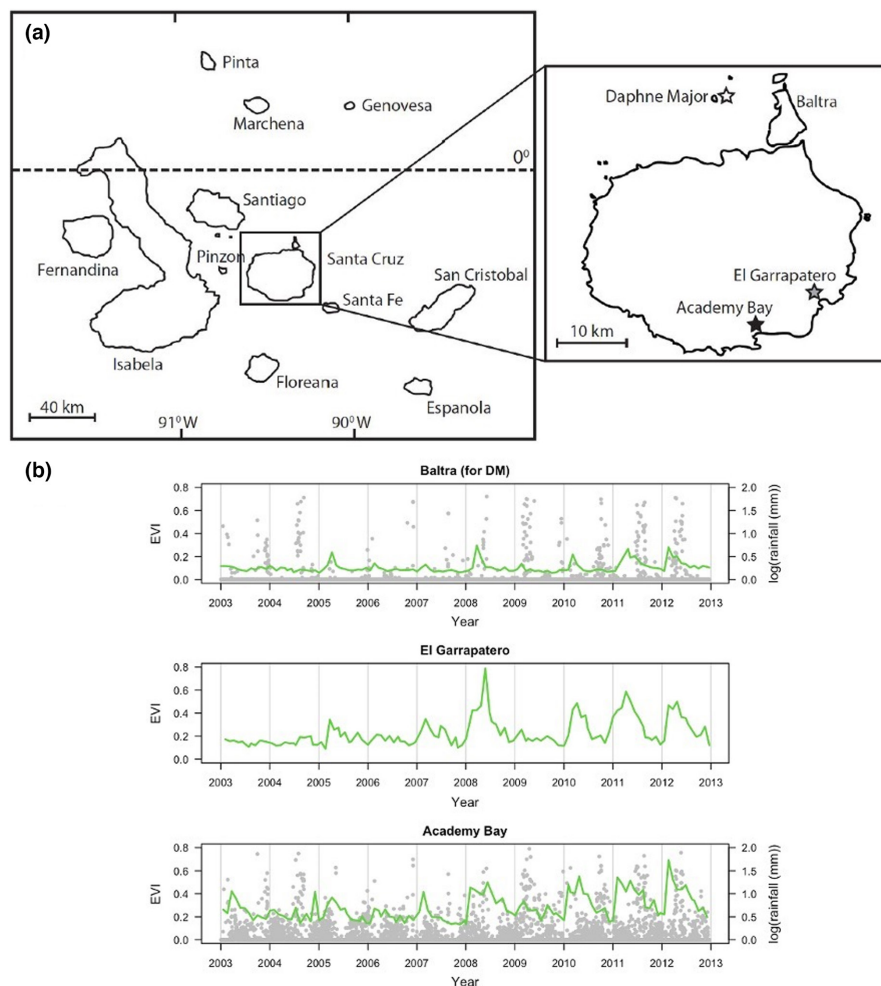 (a)
Pinta
Marchena
Genovesa
0⁰
Santiago
Fernandina
Pinzon
Santa Cruz
San Cristobal
Santa Fe
Isabela
Floreana
Espanola
40 km
91⁰W
90⁰
Daphne Major
Baltra
El Garrapatero
Academy Bay
10 km
(b)
Baltra (for DM)
EVI
0.8
0.6
0.4
0.2
0.0
log(rainfall (mm))
2.0
1.5
1.0
0.5
0.0
2003 2004 2005 2006 2007 2008 2009 2010 2011 2012 2013
Year
El Garrapatero
EVI
0.8
0.6
0.4
0.2
0.0
2003 2004 2005 2006 2007 2008 2009 2010 2011 2012 2013
Year
Academy Bay
EVI
0.8
0.6
0.4
0.2
0.0
log(rainfall (mm))
2.0
1.5
1.0
0.5
0.0
2003 2004 2005 2006 2007 2008 2009 2010 2011 2012 2013
Year